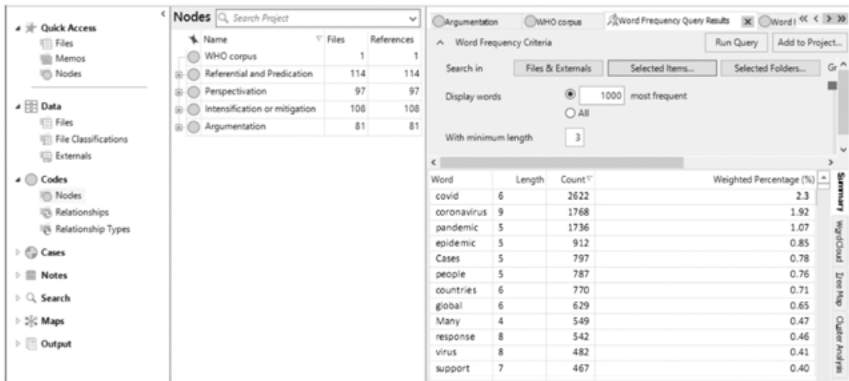 Quick Access
Files
Memos
Nodes
Data
Files
File Classifications
Externals
Codes
Nodes
Relationships
Relationship Types
Cases
Notes
Search
Maps
Output
Nodes Search Project
Name Files References
WHO corpus 1 1
Referential and Predication 114 114
Perspectivation 97 97
Intensification or mitigation 108 108
Argumentation 81 81
Argumentation WHO corpus Word Frequency Query Results Word
Word Frequency Criteria Run Query Add to Project...
Search in Files & Externals Selected Items... Selected Folders... Gr
Display words 1000 most frequent
All
With minimum length 3
Word Length Count Weighted Percentage (%)
covid 6 2622 2.3
coronavirus 9 1768 1.92
pandemic 5 1736 1.07
epidemic 5 912 0.85
Cases 5 797 0.78
people 5 787 0.76
countries 6 770 0.71
global 6 629 0.65
Many 4 549 0.47
response 8 542 0.46
virus 8 482 0.41
support 7 467 0.40
Summary
Word Cloud
Tree Map
Cluster Analysis